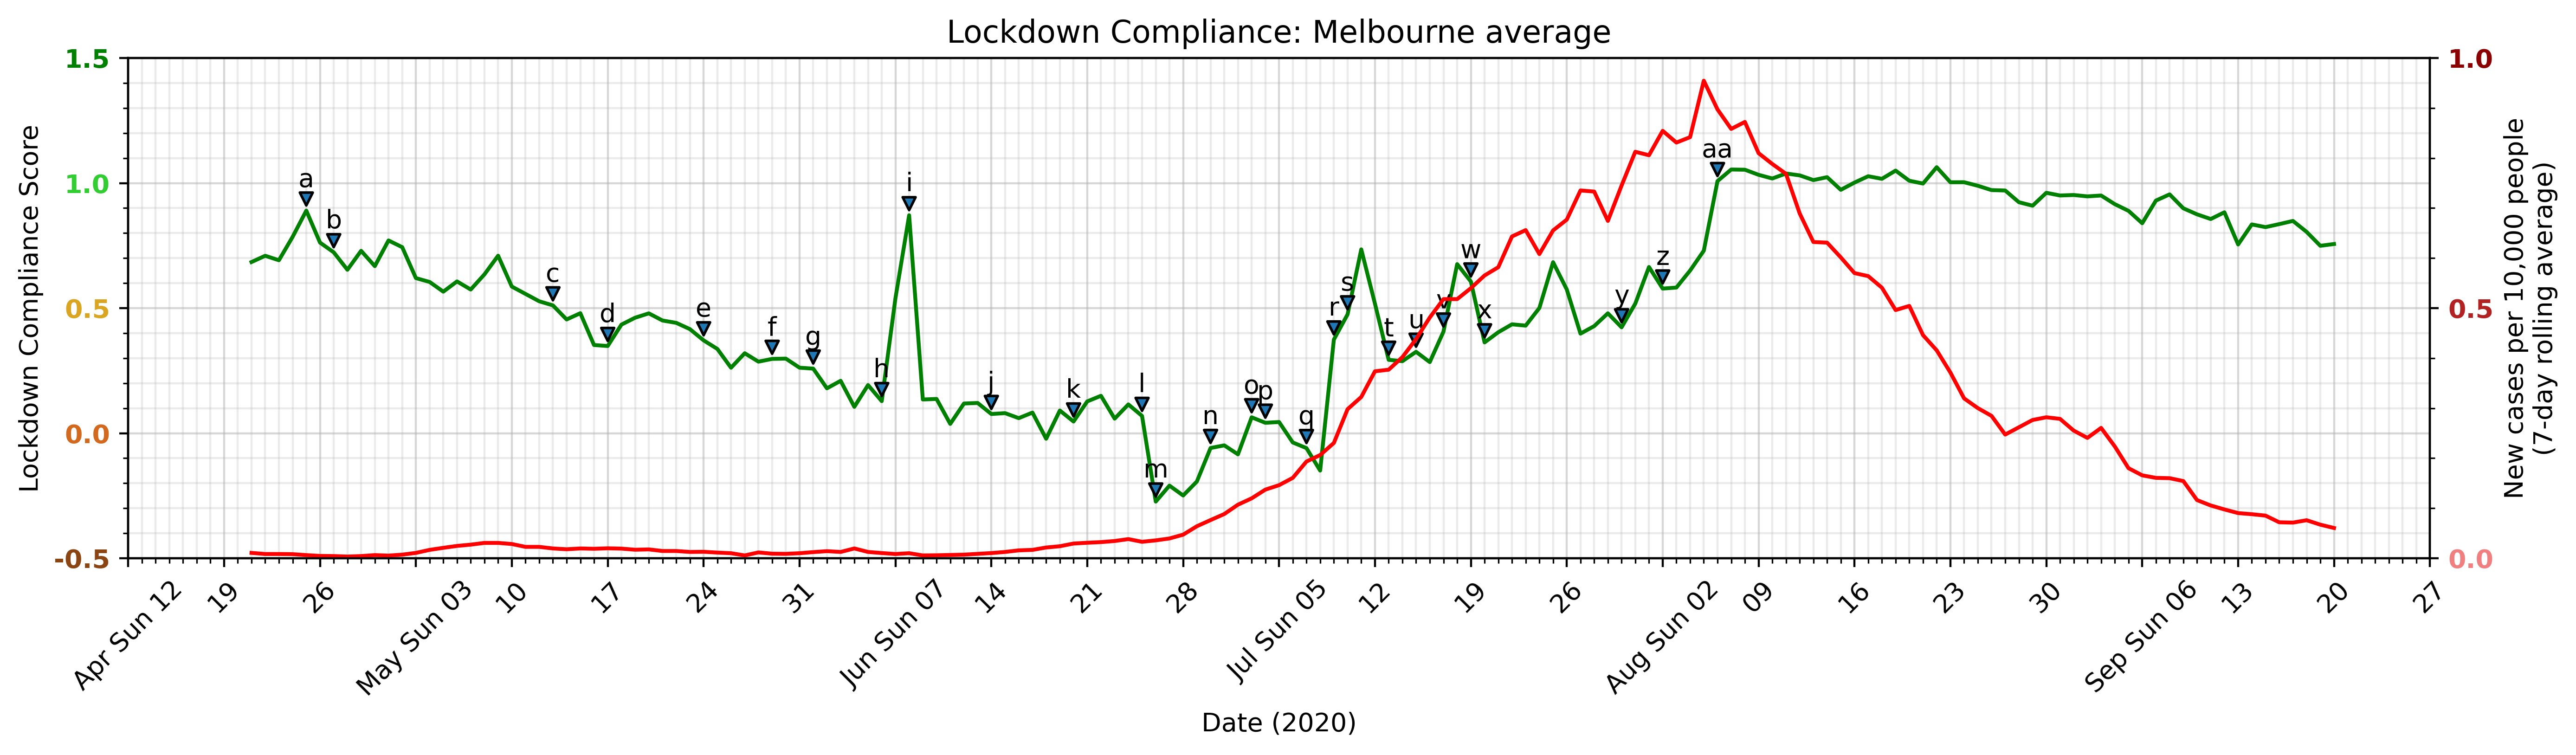 Lockdown Compliance: Melbourne average
Lockdown Compliance Score
1.5
1.0
0.5
0.0
-0.5
a
b
c
d
e
f
g
h
i
j
k
l
m
n
o
p
q
r
s
t
u
v
w
x
y
z
aa
1.0
0.5
0.0
New cases per 10,000 people
(7-day rolling average)
Apr Sun 12
19
26
May Sun 03
10
17
24
31
Jun Sun 07
14
21
28
Jul Sun 05
12
19
26
Aug Sun 02
09
16
23
30
Sep Sun 06
13
20
27
Date (2020)